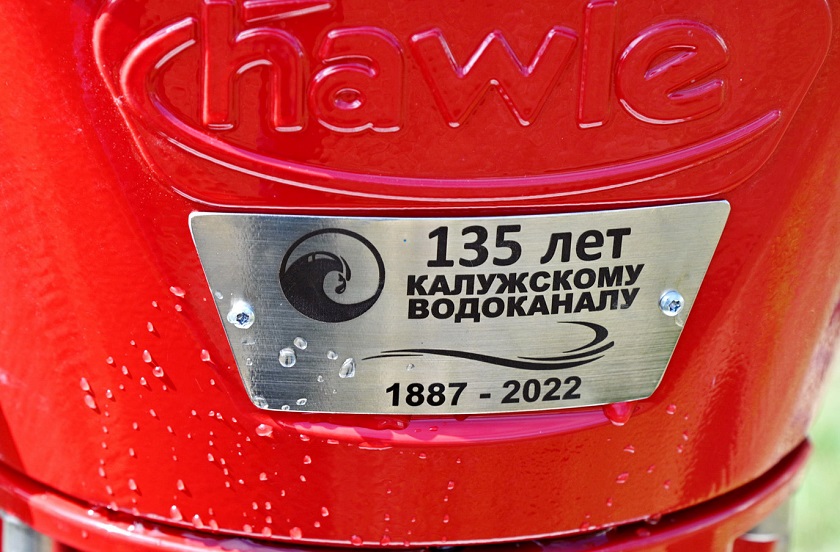 hawle
135 лет
КАЛУЖСКОМУ
ВОДОКАНАЛУ
1887 - 2022